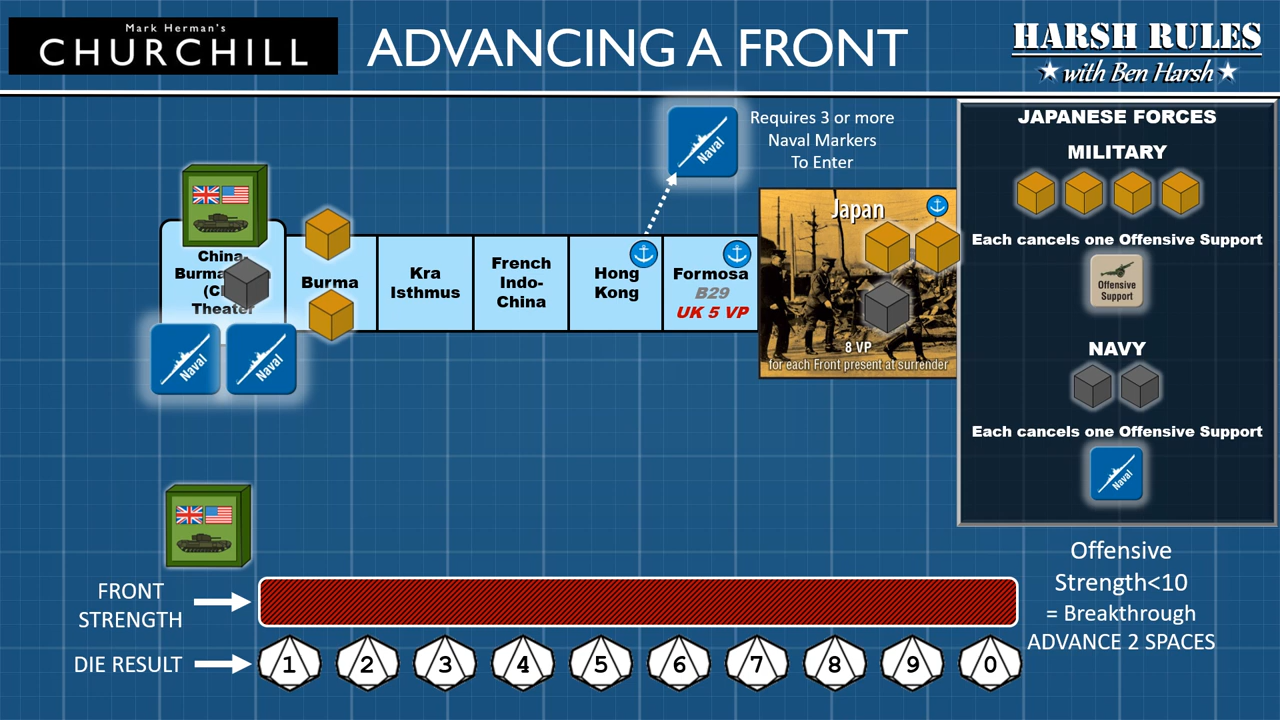 Mark Herman's
CHURCHILL
ADVANCING A FRONT
HARSH RULES
with Ben Harsh
Naval
Requires 3 or more
Naval Markers
To Enter
China
Burma
Theater
Burma
Kra
Isthmus
French
Indo-
China
Hong
Kong
Formosa
B29
UK 5 VP
Japan
8 VP
for each Front present at surrender
Naval
Naval
JAPANESE FORCES
MILITARY
Each cancels one Offensive Support
Offensive
Support
NAVY
Each cancels one Offensive Support
Naval
FRONT
STRENGTH
DIE RESULT
1 2 3 4 5 6 7 8 9 0
Offensive
Strength<10
= Breakthrough
ADVANCE 2 SPACES